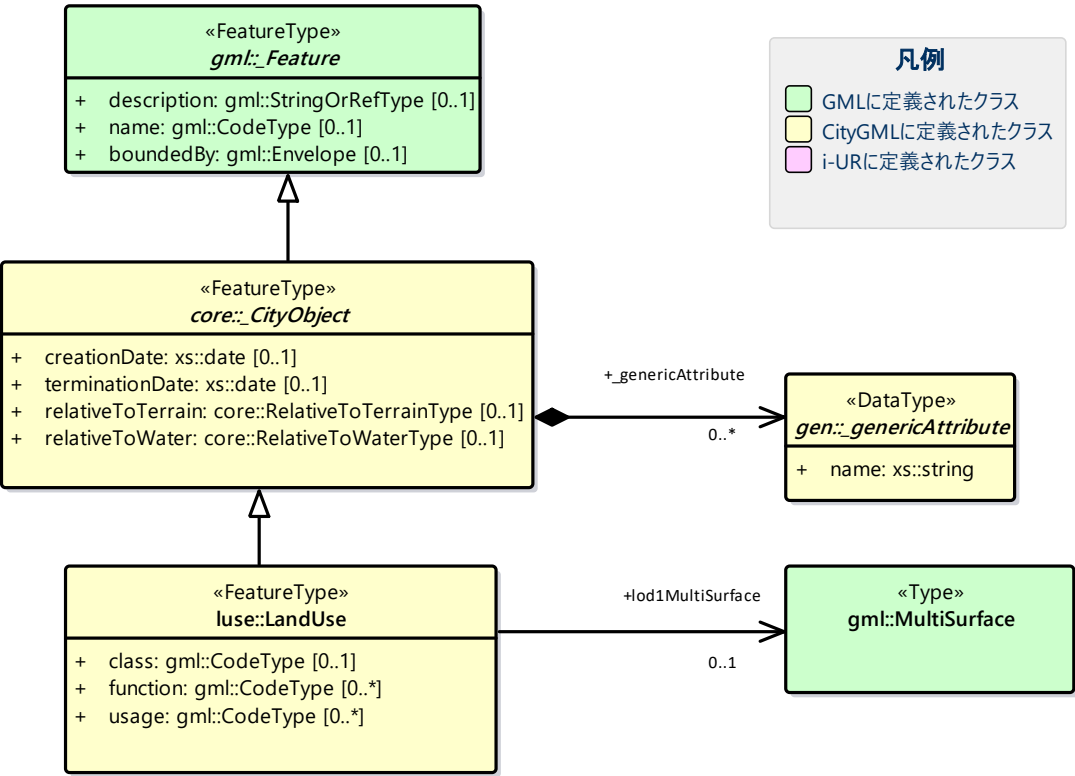 «FeatureType»
gml::_Feature
+ description: gml::StringOrRefType [0..1]
+ name: gml::CodeType [0..1]
+ boundedBy: gml::Envelope [0..1]
凡例
GMLに定義されたクラス
CityGMLに定義されたクラス
i-URに定義されたクラス
«FeatureType»
core::_CityObject
+ creationDate: xs::date [0..1]
+ terminationDate: xs::date [0..1]
+ relativeToTerrain: core::RelativeToTerrainType [0..1]
+ relativeToWater: core::RelativeToWaterType [0..1]
+_genericAttribute
0..*
«DataType»
gen::_genericAttribute
+ name: xs::string
«FeatureType»
luse::LandUse
+ class: gml::CodeType [0..1]
+ function: gml::CodeType [0..*]
+ usage: gml::CodeType [0..*]
+lod1MultiSurface
0..1
«Type»
gml::MultiSurface